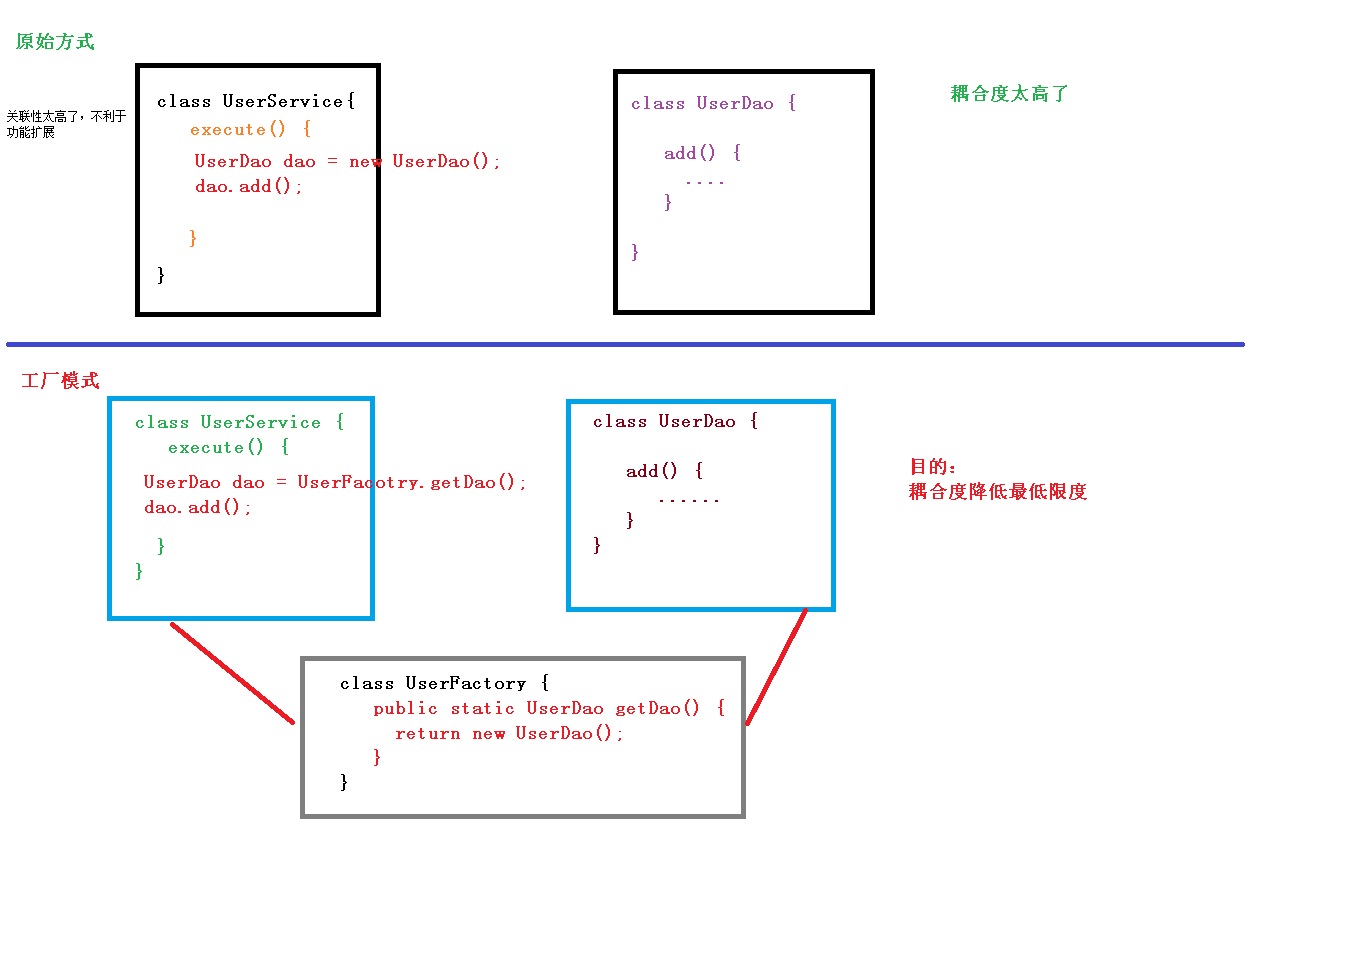 原始方式
关联性太高了，不利于
功能扩展
class UserService{
execute() {
UserDao dao = new UserDao();
dao.add();
}
}
class UserDao {
add() {
....
}
}
耦合度太高了
工厂模式
class UserService {
execute() {
UserDao dao = UserFacotry.getDao();
dao.add();
}
}
class UserDao {
add() {
......
}
}
目的：
耦合度降低最低限度
class UserFactory {
public static UserDao getDao() {
return new UserDao();
}
}